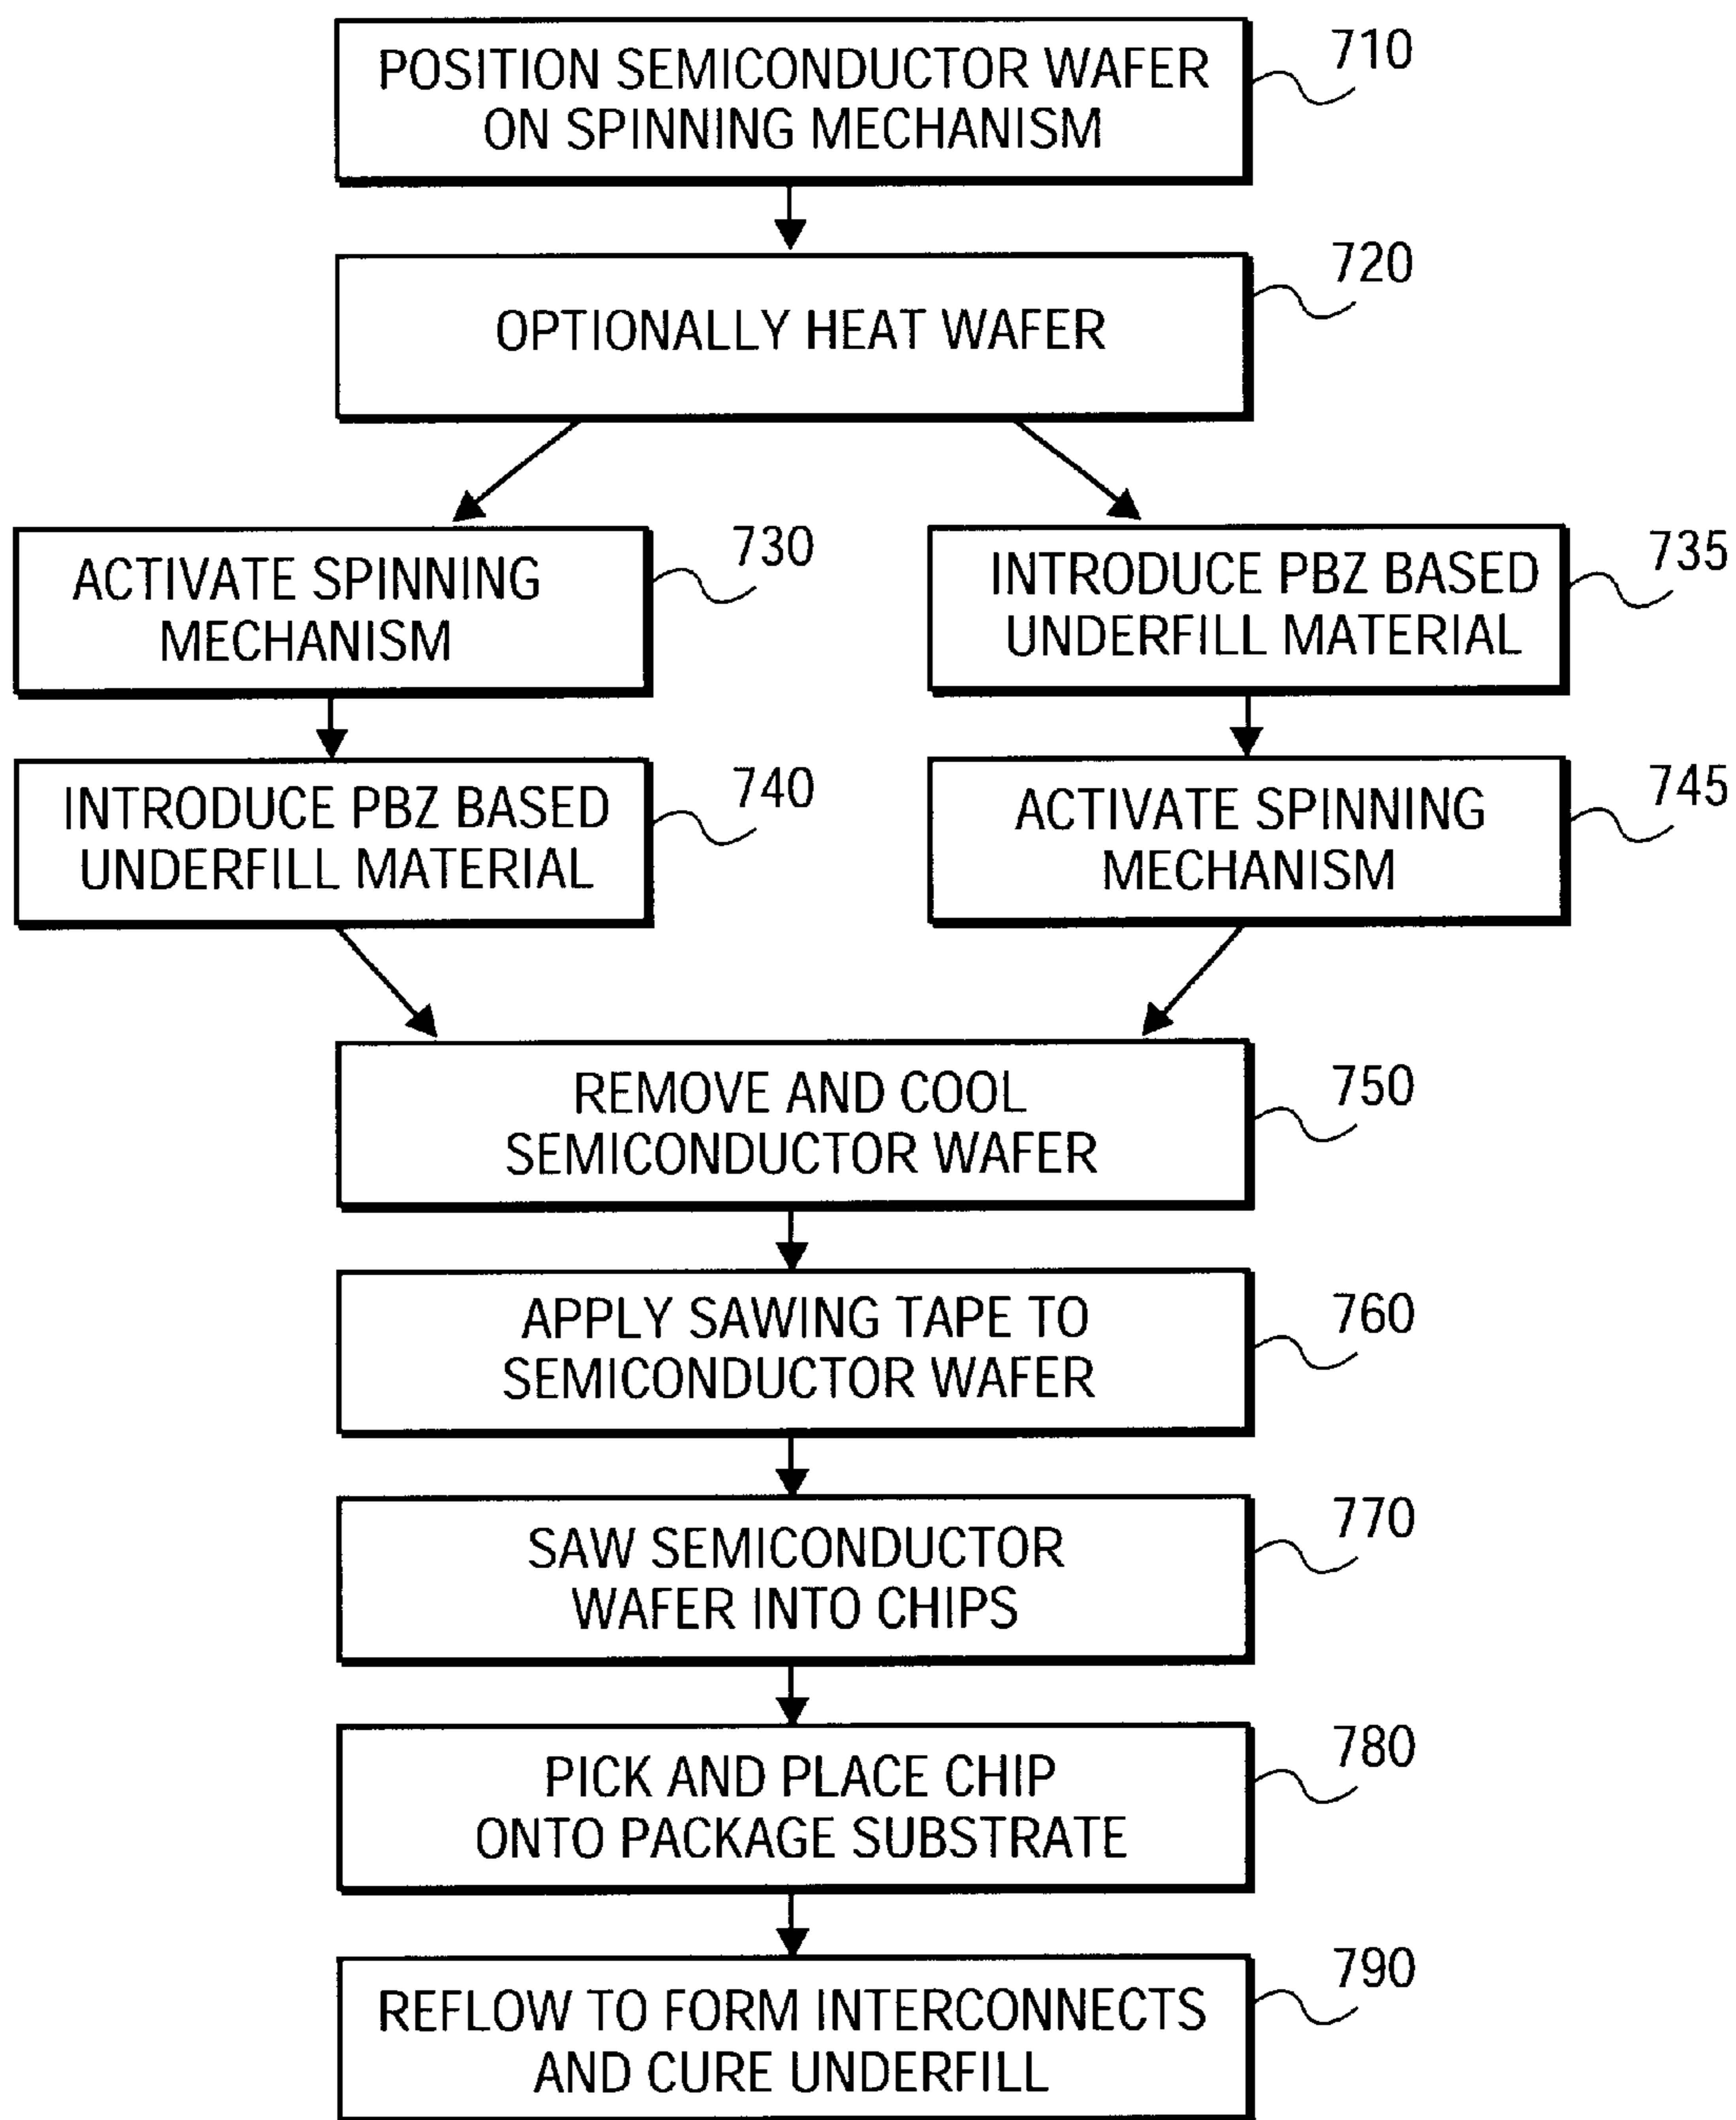 POSITION SEMICONDUCTOR WAFER
ON SPINNING MECHANISM
710
OPTIONALLY HEAT WAFER
720
ACTIVATE SPINNING
MECHANISM
730
INTRODUCE PBZ BASED
UNDERFILL MATERIAL
735
INTRODUCE PBZ BASED
UNDERFILL MATERIAL
740
ACTIVATE SPINNING
MECHANISM
745
REMOVE AND COOL
SEMICONDUCTOR WAFER
750
APPLY SAWING TAPE TO
SEMICONDUCTOR WAFER
760
SAW SEMICONDUCTOR
WAFER INTO CHIPS
770
PICK AND PLACE CHIP
ONTO PACKAGE SUBSTRATE
780
REFLOW TO FORM INTERCONNECTS
AND CURE UNDERFILL
790